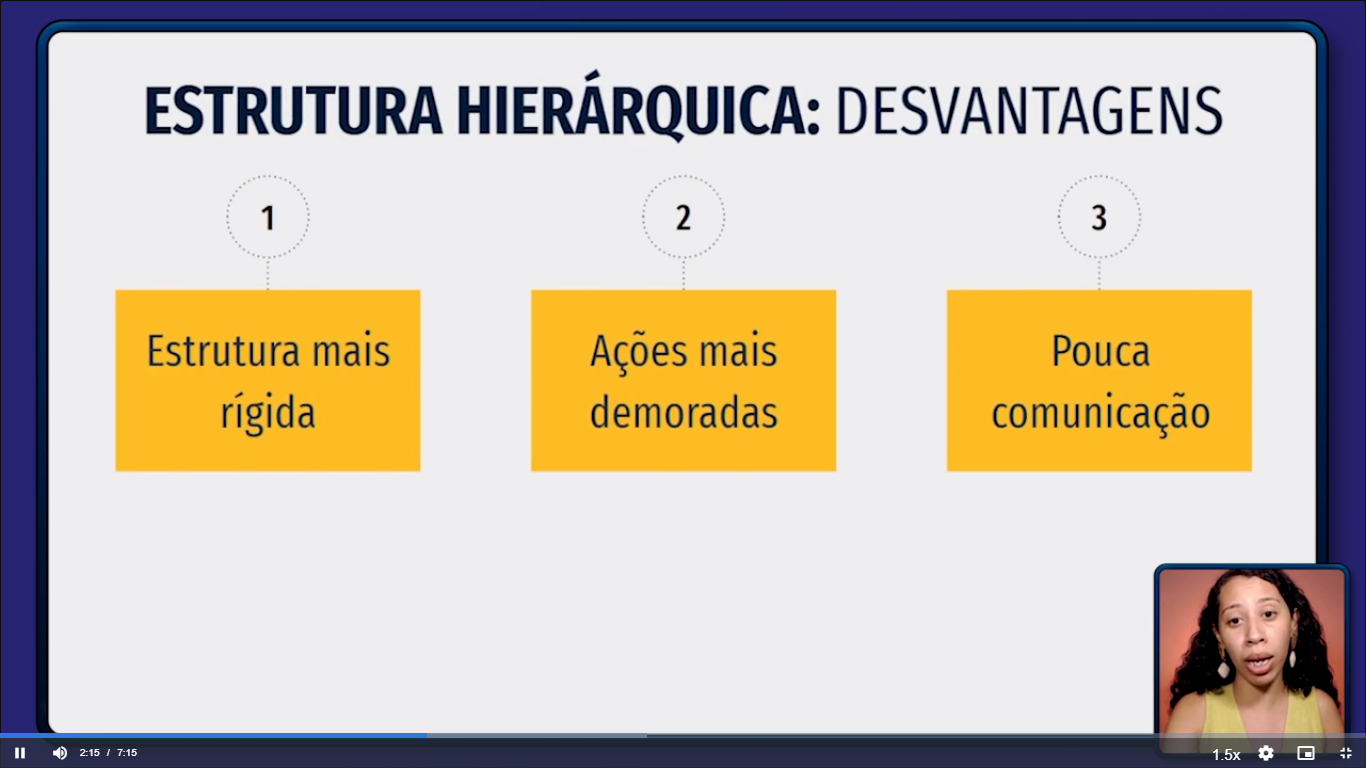 ESTRUTURA HIERÁRQUICA: DESVANTAGENS
1
2
3
Estrutura mais
rígida
Ações mais
demoradas
Pouca
comunicação
2:15 / 7:15
1.5x